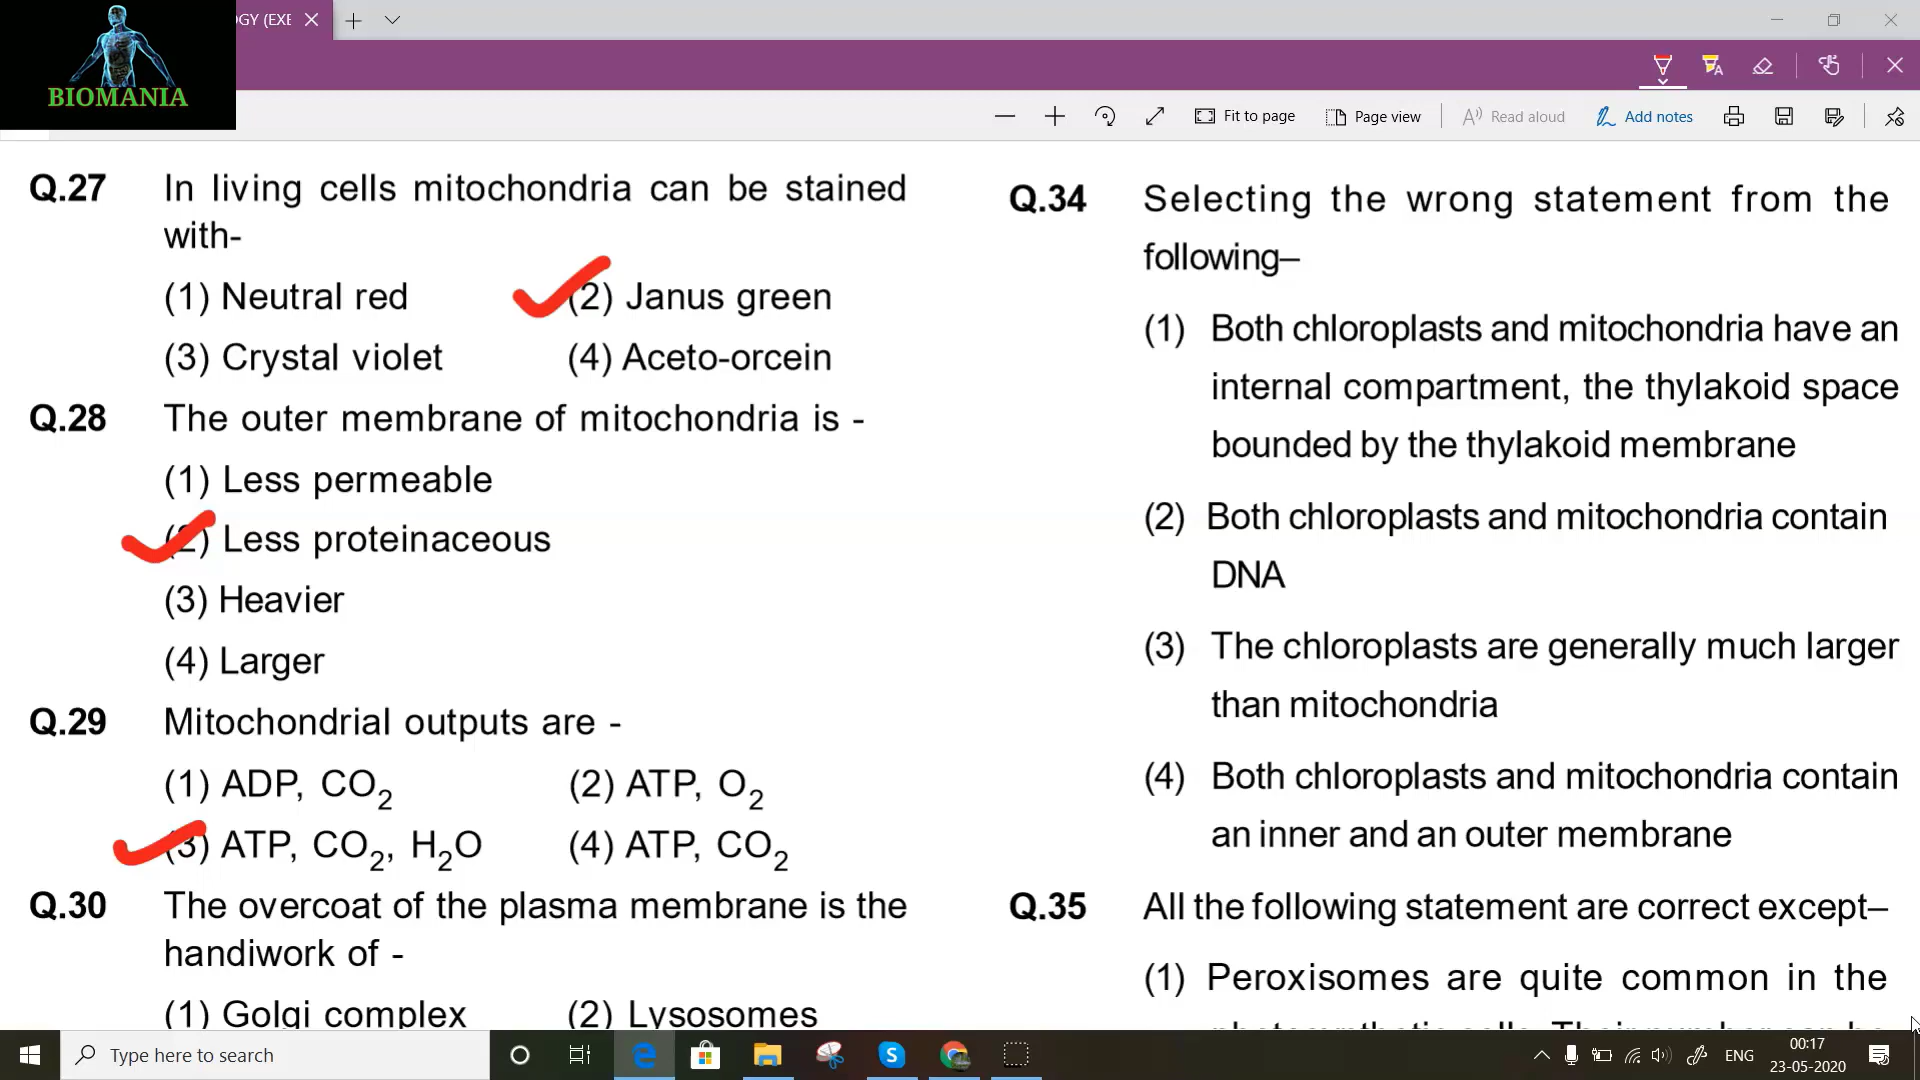 OGY (EXE
BIOMANIA
Fit to page
Page view
Read aloud
Add notes
Q.27 In living cells mitochondria can be stained
with-
(1) Neutral red (2) Janus green
(3) Crystal violet (4) Aceto-orcein
Q.28 The outer membrane of mitochondria is -
(1) Less permeable
(2) Less proteinaceous
(3) Heavier
(4) Larger
Q.29 Mitochondrial outputs are -
(1) ADP, CO₂ (2) ATP, O₂
(3) ATP, CO₂, H₂O (4) ATP, CO₂
Q.30 The overcoat of the plasma membrane is the
handiwork of -
(1) Golgi complex (2) Lysosomes
Q.34 Selecting the wrong statement from the
following–
(1) Both chloroplasts and mitochondria have an
internal compartment, the thylakoid space
bounded by the thylakoid membrane
(2) Both chloroplasts and mitochondria contain
DNA
(3) The chloroplasts are generally much larger
than mitochondria
(4) Both chloroplasts and mitochondria contain
an inner and an outer membrane
Q.35 All the following statement are correct except–
(1) Peroxisomes are quite common in the
Type here to search
ENG
00:17
23-05-2020